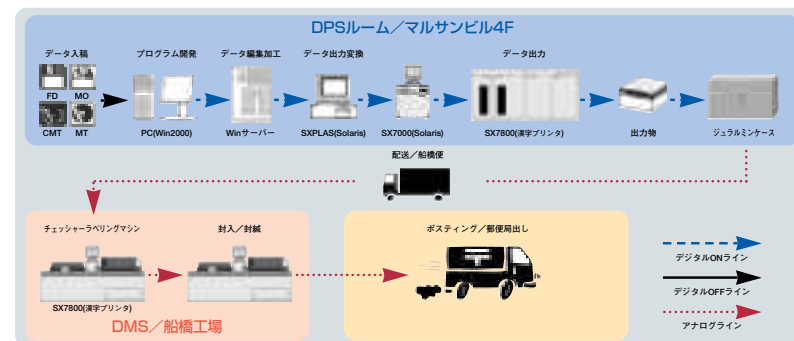 DPSルーム／マルサンビル4F
データ入稿
プログラム開発
データ編集加工
データ出力変換
データ出力
FD
MO
CMT
MT
PC(Win2000)
Winサーバー
SXPLAS(Solaris)
SX7000(Solaris)
SX7800(漢字プリンタ)
出力物
ジュラルミンケース
配送／船橋便
チェッシャーラベリングマシン
封入／封緘
ポスティング／郵便局出し
SX7800(漢字プリンタ)
DMS／船橋工場
デジタルONライン
デジタルOFFライン
アナログライン